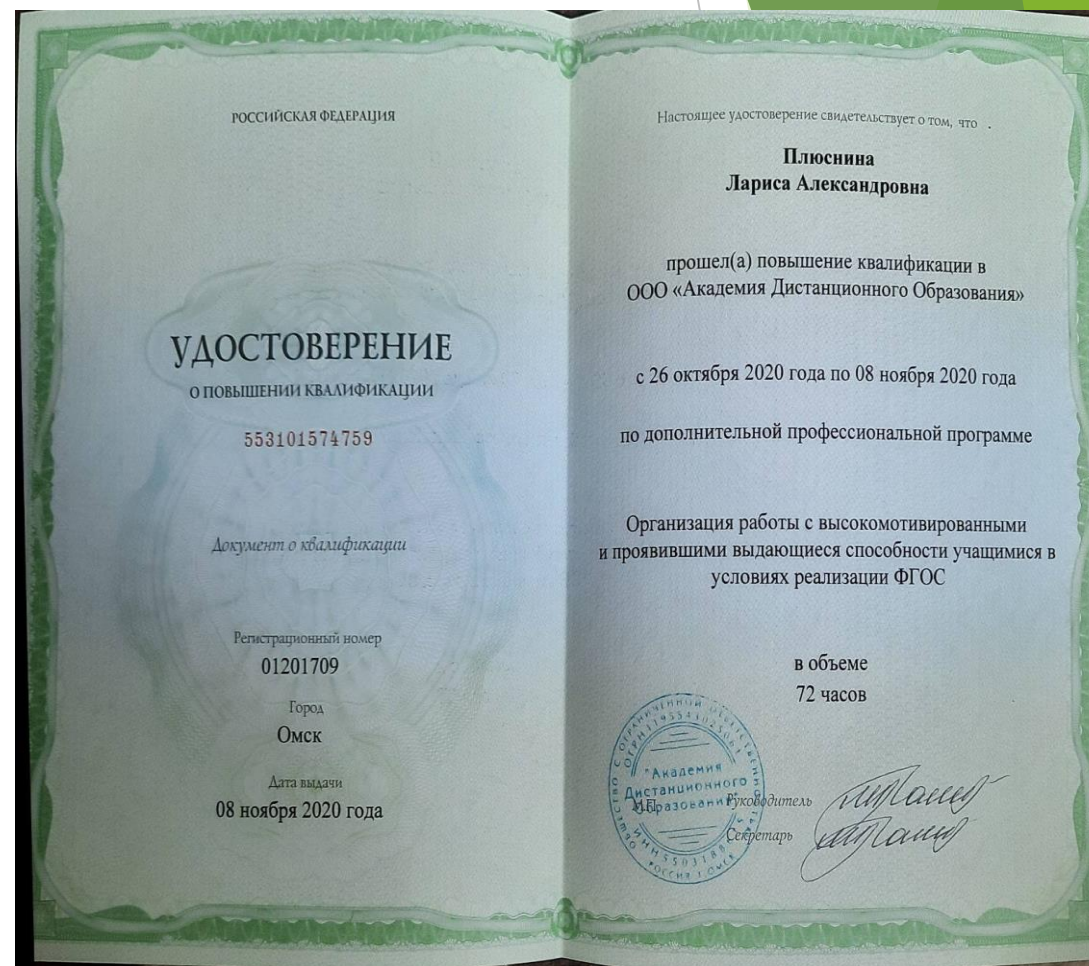 РОССИЙСКАЯ ФЕДЕРАЦИЯ
УДОСТОВЕРЕНИЕ
О ПОВЫШЕНИИ КВАЛИФИКАЦИИ
553101574759
Документ о квалификации
Регистрационный номер
01201709
Город
Омск
Дата выдачи
08 ноября 2020 года
Настоящее удостоверение свидетельствует о том, что
Плюснина
Лариса Александровна
прошел(а) повышение квалификации в
ООО «Академия Дистанционного Образования»
с 26 октября 2020 года по 08 ноября 2020 года
по дополнительной профессиональной программе
Организация работы с высокомотивированными
и проявившими выдающиеся способности учащимися в
условиях реализации ФГОС
в объеме
72 часов
"Академия
Дистанционного
Образования"
М.П.
Руководитель
Секретарь